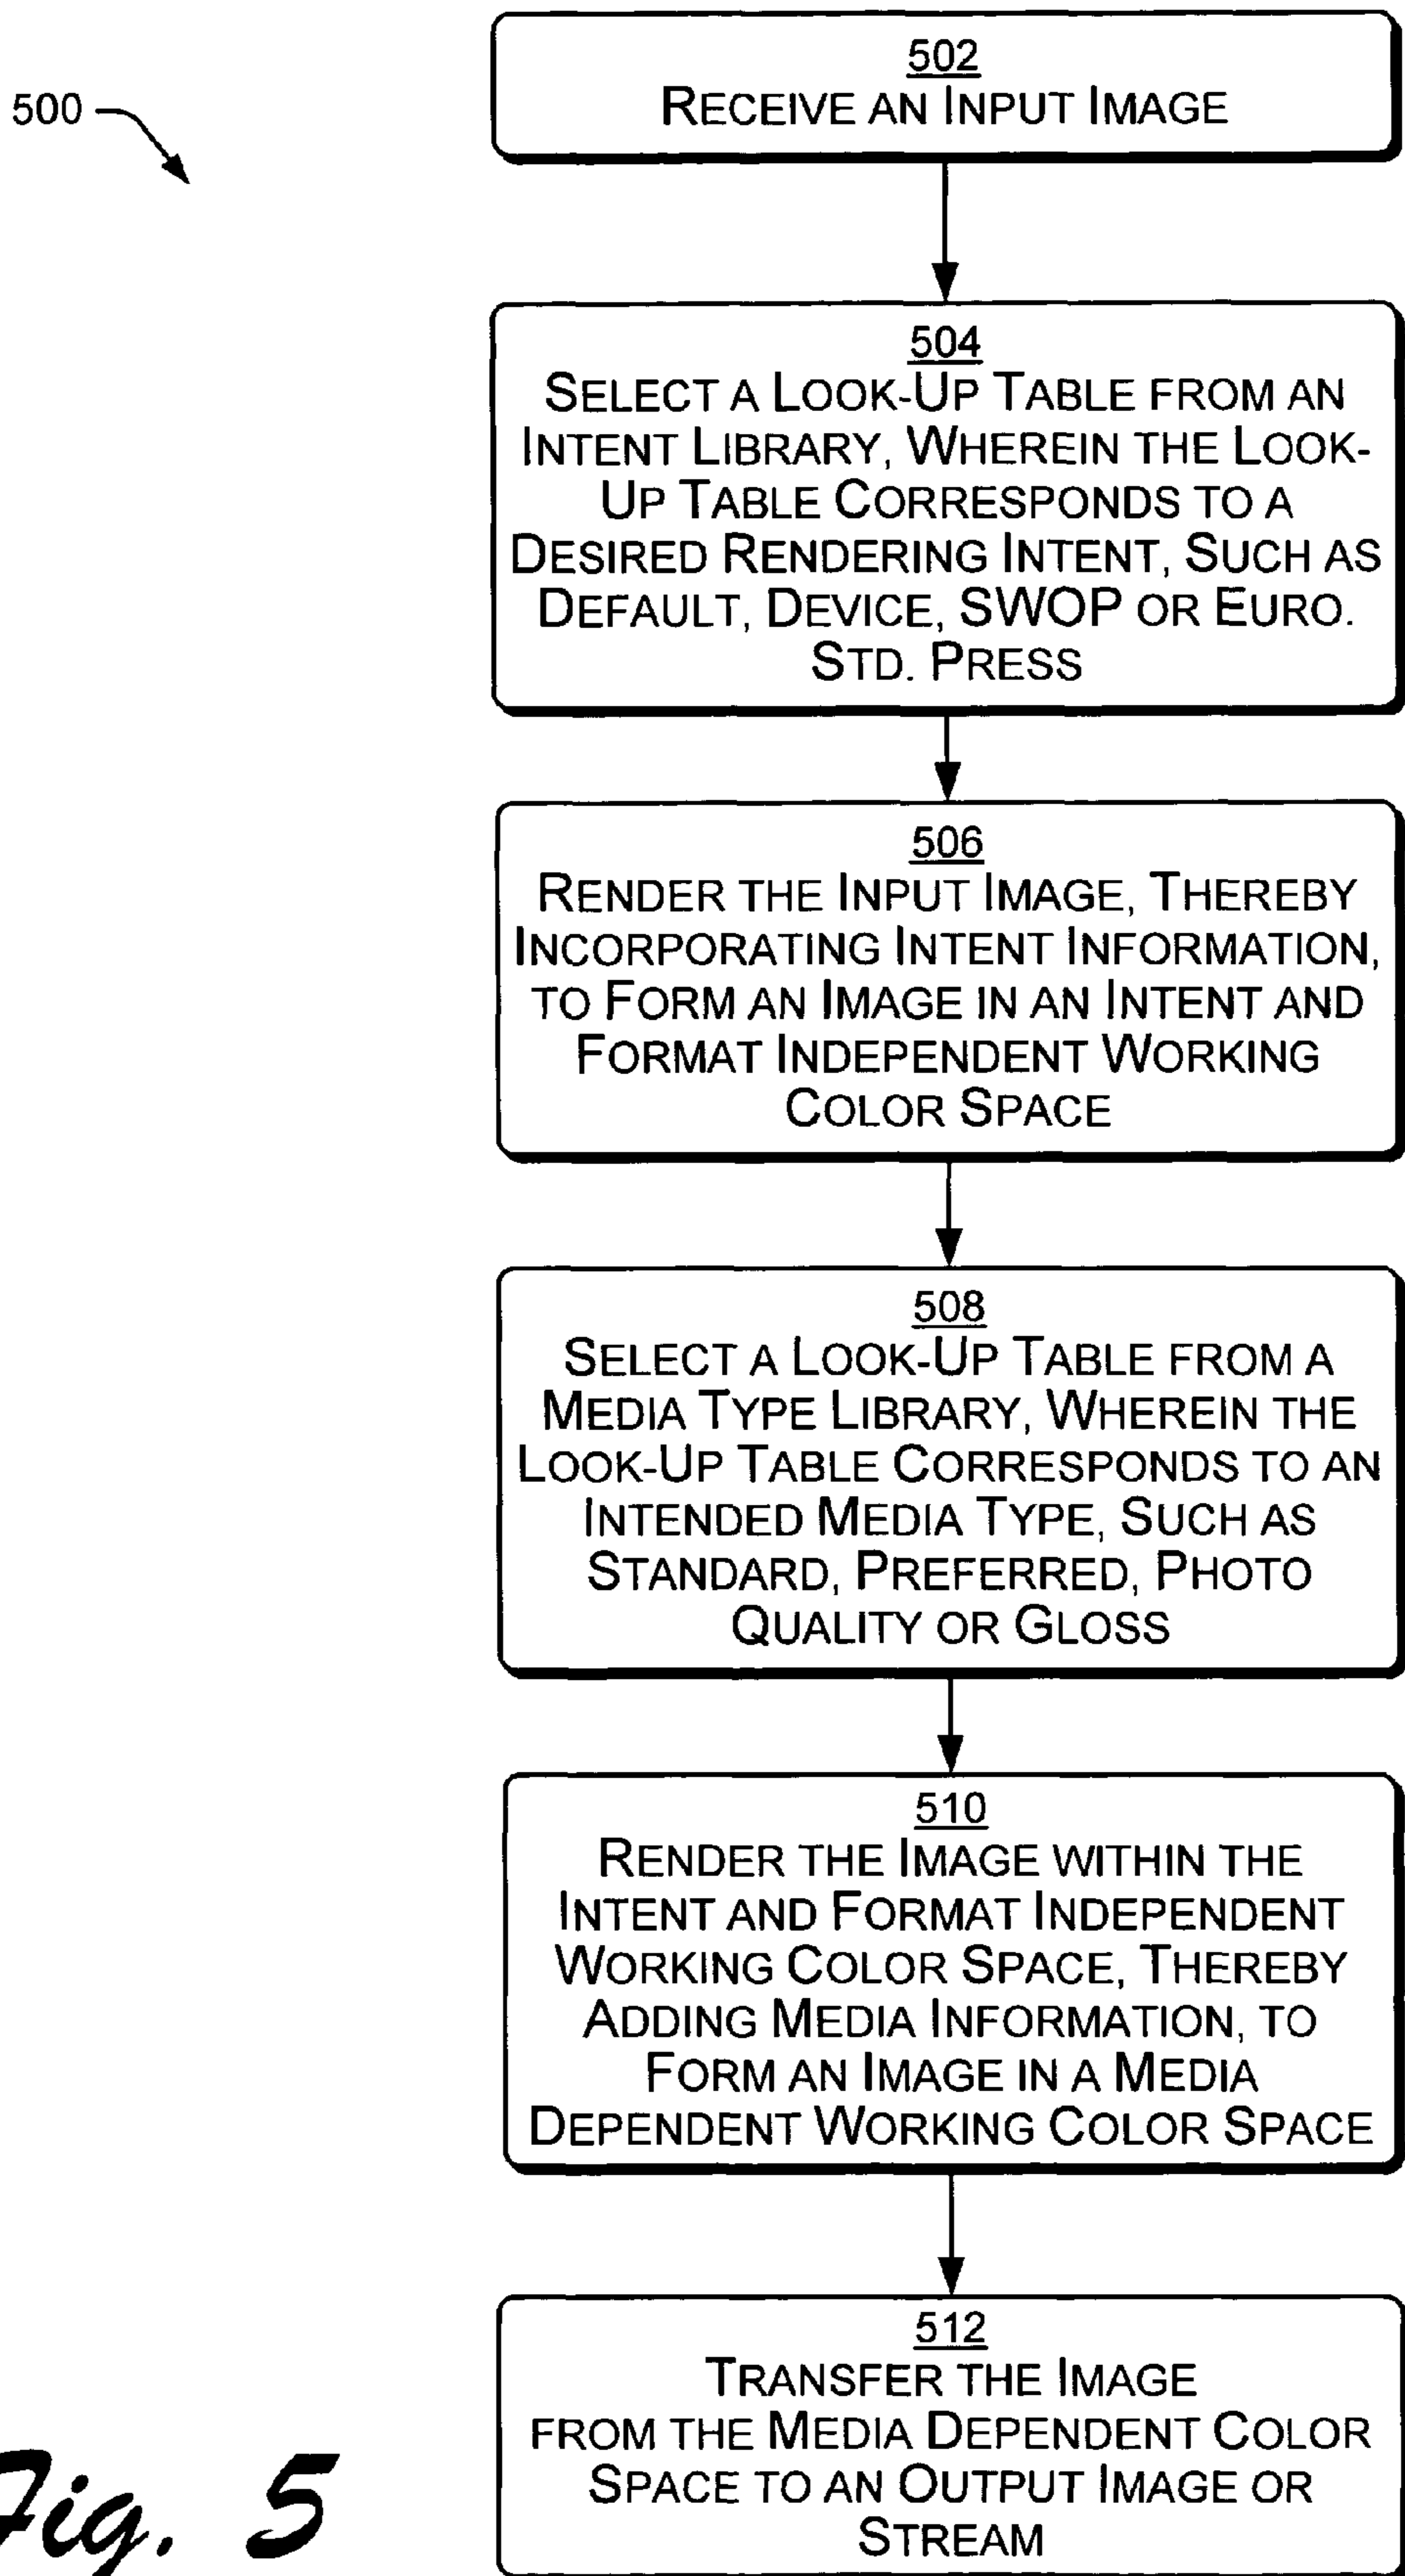 500
502
RECEIVE AN INPUT IMAGE
504
SELECT A LOOK-UP TABLE FROM AN
INTENT LIBRARY, WHEREIN THE LOOK-
UP TABLE CORRESPONDS TO A
DESIRED RENDERING INTENT, SUCH AS
DEFAULT, DEVICE, SWOP OR EURO.
STD. PRESS
506
RENDER THE INPUT IMAGE, THEREBY
INCORPORATING INTENT INFORMATION,
TO FORM AN IMAGE IN AN INTENT AND
FORMAT INDEPENDENT WORKING
COLOR SPACE
508
SELECT A LOOK-UP TABLE FROM A
MEDIA TYPE LIBRARY, WHEREIN THE
LOOK-UP TABLE CORRESPONDS TO AN
INTENDED MEDIA TYPE, SUCH AS
STANDARD, PREFERRED, PHOTO
QUALITY OR GLOSS
510
RENDER THE IMAGE WITHIN THE
INTENT AND FORMAT INDEPENDENT
WORKING COLOR SPACE, THEREBY
ADDING MEDIA INFORMATION, TO
FORM AN IMAGE IN A MEDIA
DEPENDENT WORKING COLOR SPACE
512
TRANSFER THE IMAGE
FROM THE MEDIA DEPENDENT COLOR
SPACE TO AN OUTPUT IMAGE OR
STREAM
Fig. 5